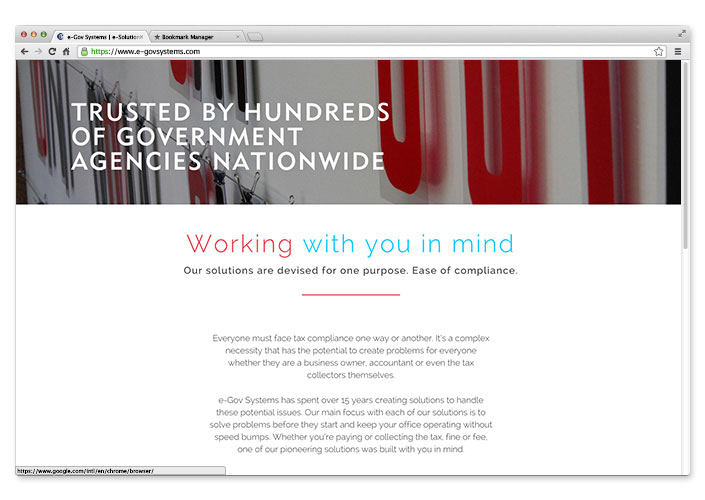 e-Gov Systems | e-Solution
Bookmark Manager
https://www.e-govsystems.com
TRUSTED BY HUNDREDS
OF GOVERNMENT
AGENCIES NATIONWIDE
Working with you in mind
Our solutions are devised for one purpose. Ease of compliance.
Everyone must face tax compliance one way or another. It's a complex
necessity that has the potential to create problems for everyone
whether they are a business owner, accountant or even the tax
collectors themselves.
e-Gov Systems has spent over 15 years creating solutions to handle
these potential issues. Our main focus with each of our solutions is to
solve problems before they start and keep your office operating without
speed bumps. Whether you're paying or collecting the tax, fine or fee,
one of our pioneering solutions was built with you in mind.
https://www.google.com/intl/en/chrome/browser/